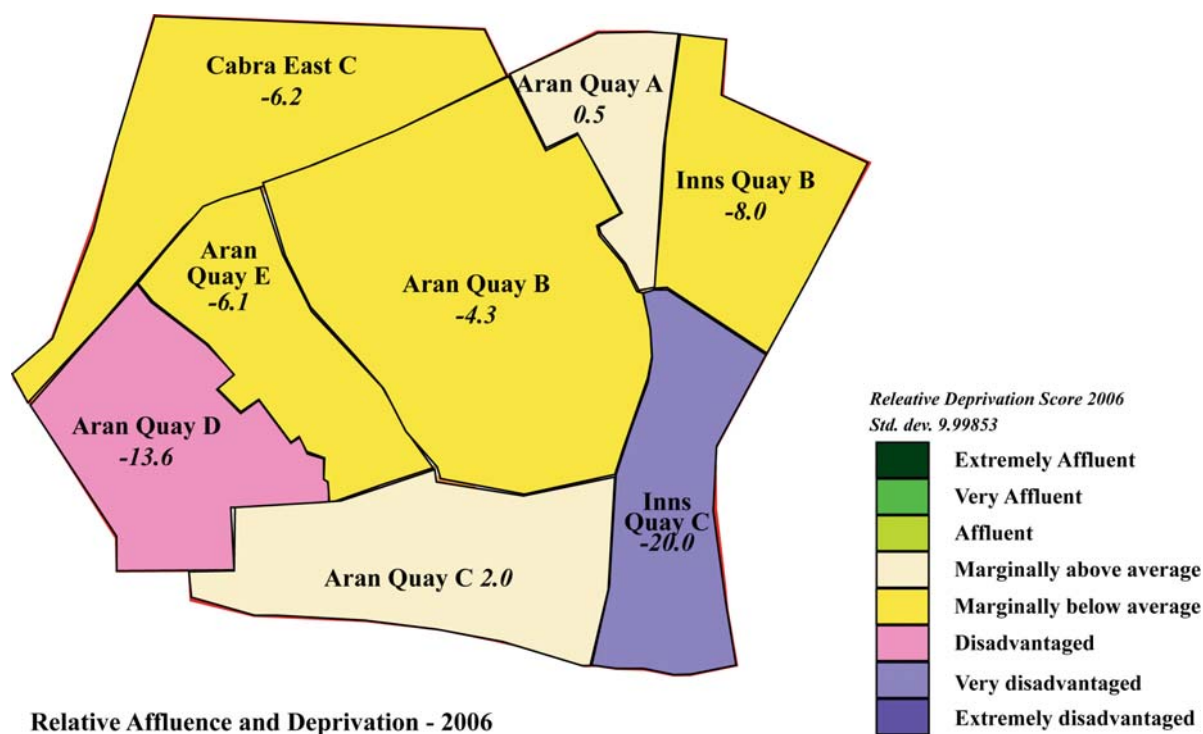 Cabra East C
-6.2
Aran Quay A
0.5
Inns Quay B
-8.0
Aran
Quay E
-6.1
Aran Quay B
-4.3
Aran Quay D
-13.6
Inns
Quay C
-20.0
Aran Quay C 2.0
Releative Deprivation Score 2006
Std. dev. 9.99853
Extremely Affluent
Very Affluent
Affluent
Marginally above average
Marginally below average
Disadvantaged
Very disadvantaged
Extremely disadvantaged
Relative Affluence and Deprivation - 2006